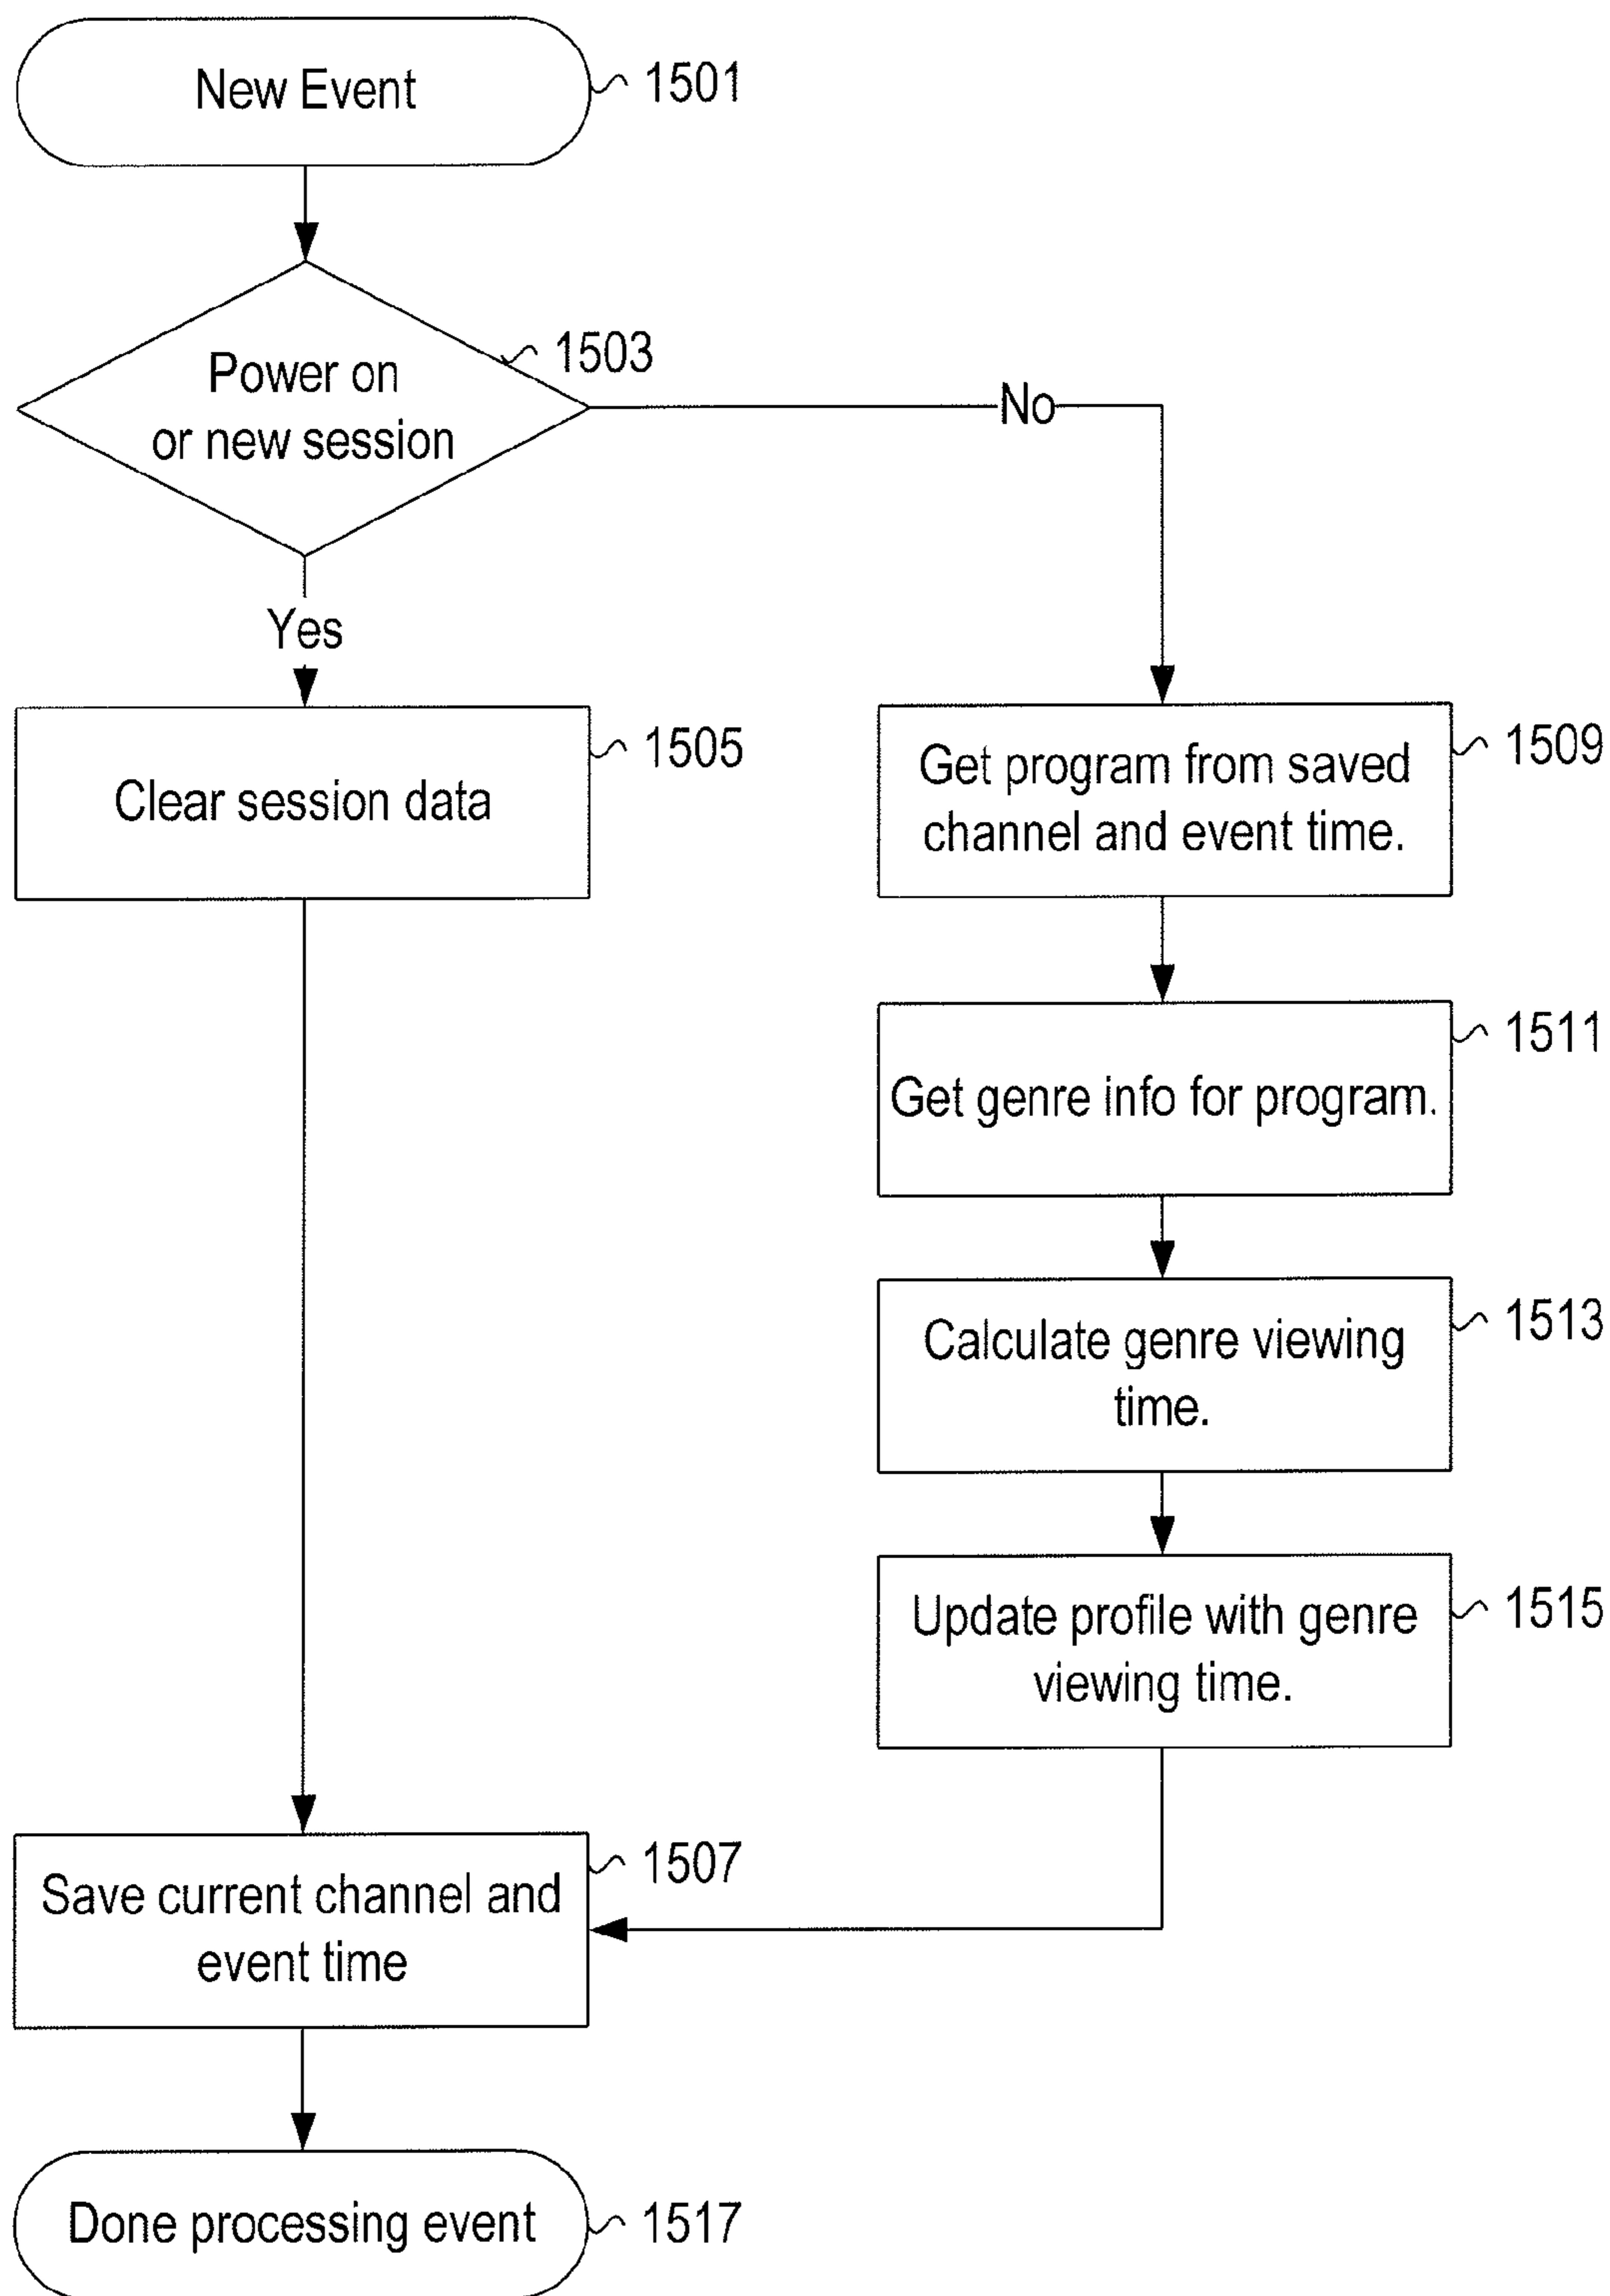 New Event
1501
Power on
or new session
1503
No
Yes
Clear session data
1505
Get program from saved
channel and event time.
1509
Get genre info for program.
1511
Calculate genre viewing
time.
1513
Update profile with genre
viewing time.
1515
Save current channel and
event time
1507
Done processing event
1517